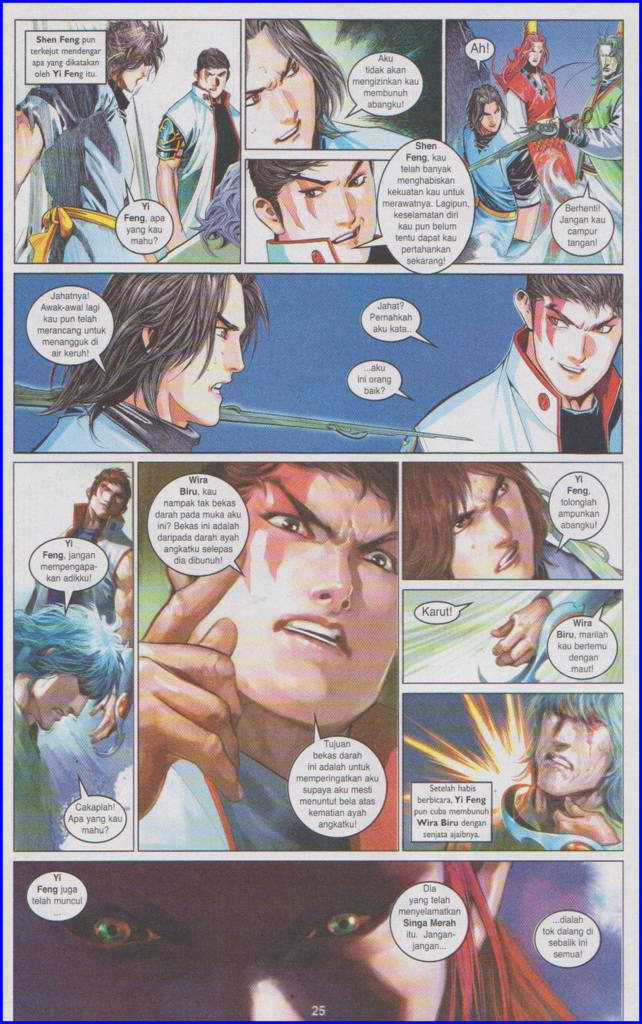 Shen Feng pun
terkejut mendengar
apa yang dikatakan
oleh Yi Feng itu.
Yi
Feng, apa
yang kau
mahu?
Aku
tidak akan
mengizinkan kau
membunuh
abangku!
Shen
Feng, kau
telah banyak
menghabiskan
kekuatan kau untuk
merawatnya. Lagipun,
keselamatan diri
kau pun belum
tentu dapat kau
pertahankan
sekarang!
Ah!
Berhenti!
Jangan kau
campur
tangan!
Jahatnya!
Awak-awal lagi
kau pun telah
merancang untuk
menangguk di
air keruh!
Jahat?
Pernahkah
aku kata..
...aku
ini orang
baik?
Yi
Feng, jangan
mempengapa-
kan adikku!
Cakaplah!
Apa yang kau
mahu?
Wira
Biru, kau
nampak tak bekas
darah pada muka aku
ini? Bekas ini adalah
daripada darah ayah
angkatku selepas
dia dibunuh!
Tujuan
bekas darah
ini adalah untuk
memperingatkan aku
supaya aku mesti
menuntut bela atas
kematian ayah
angkatku!
Yi
Feng,
tolonglah
ampunkan
abangku!
Karut!
Wira
Biru, marilah
kau bertemu
dengan
maut!
Setelah habis
berbicara, Yi Feng
pun cuba membunuh
Wira Biru dengan
senjata ajaibnya.
Yi
Feng juga
telah muncul
...
Dia
yang telah
menyelamatkan
Singa Merah
itu. Jangan-
jangan...
...dialah
tok dalang di
sebalik ini
semua!
25